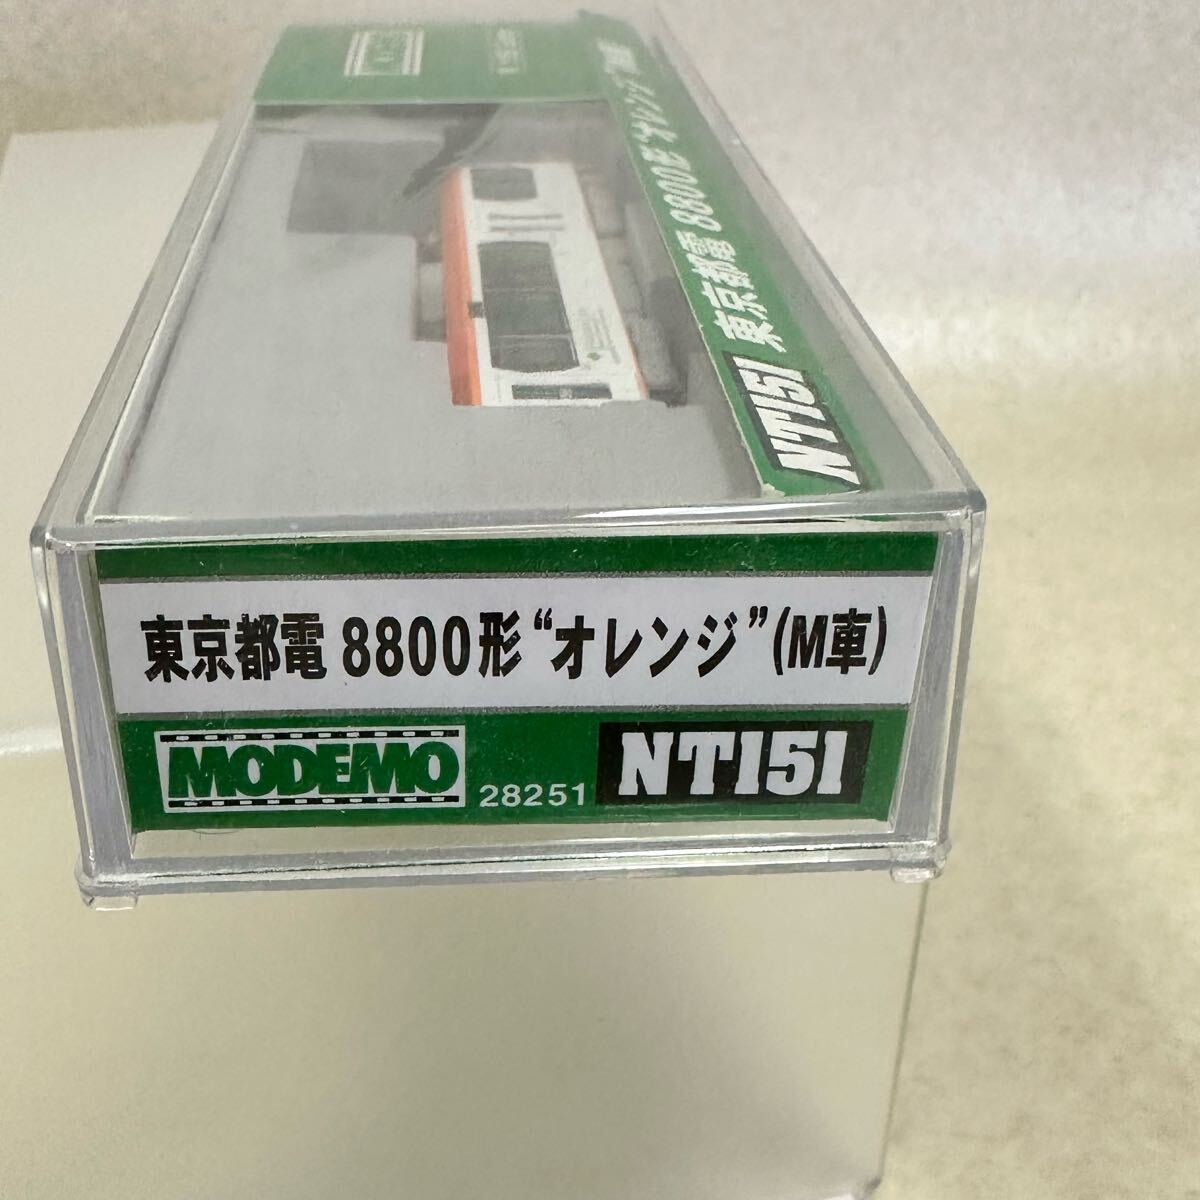 NT151 東京都電 8800形“オレンジ”
東京都電 8800形“オレンジ”(M車)
MODEMO 28251 NT151